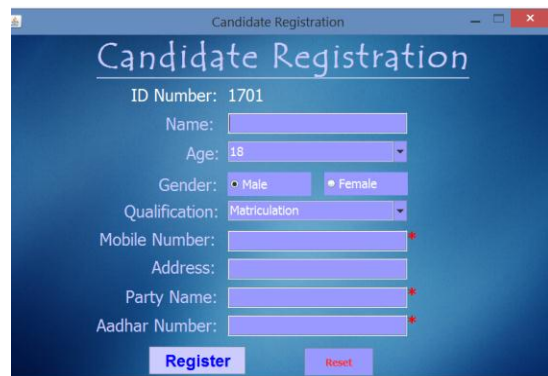 Candidate Registration
Candidate Registration
ID Number: 1701
Name:
Age: 18
Gender: Male Female
Qualification: Matriculation
Mobile Number: *
Address:
Party Name: *
Aadhar Number: *
Register Reset